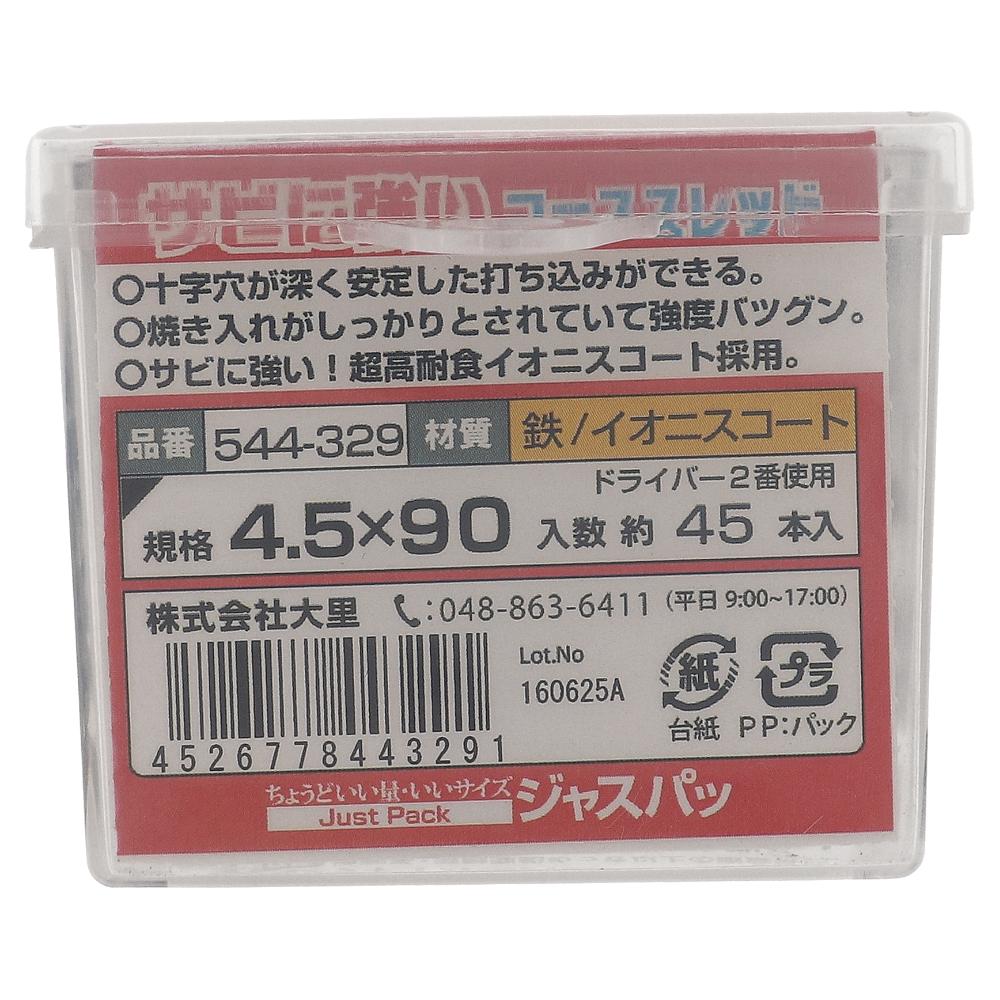 サビに強い コーススレッド
○十字穴が深く安定した打ち込みができる。
○焼き入れがしっかりとされていて強度バツグン。
○サビに強い！超高耐食イオニスコート採用。
品番 544-329 材質 鉄/イオニスコート
ドライバー2番使用
規格 4.5×90 入数 約 45 本入
株式会社大里 :048-863-6411 (平日 9:00~17:00)
Lot.No
160625A
紙
プラ
台紙 PP:パック
4526778443291
ちょうどいい量・いいサイズ
Just Pack
ジャスパッ